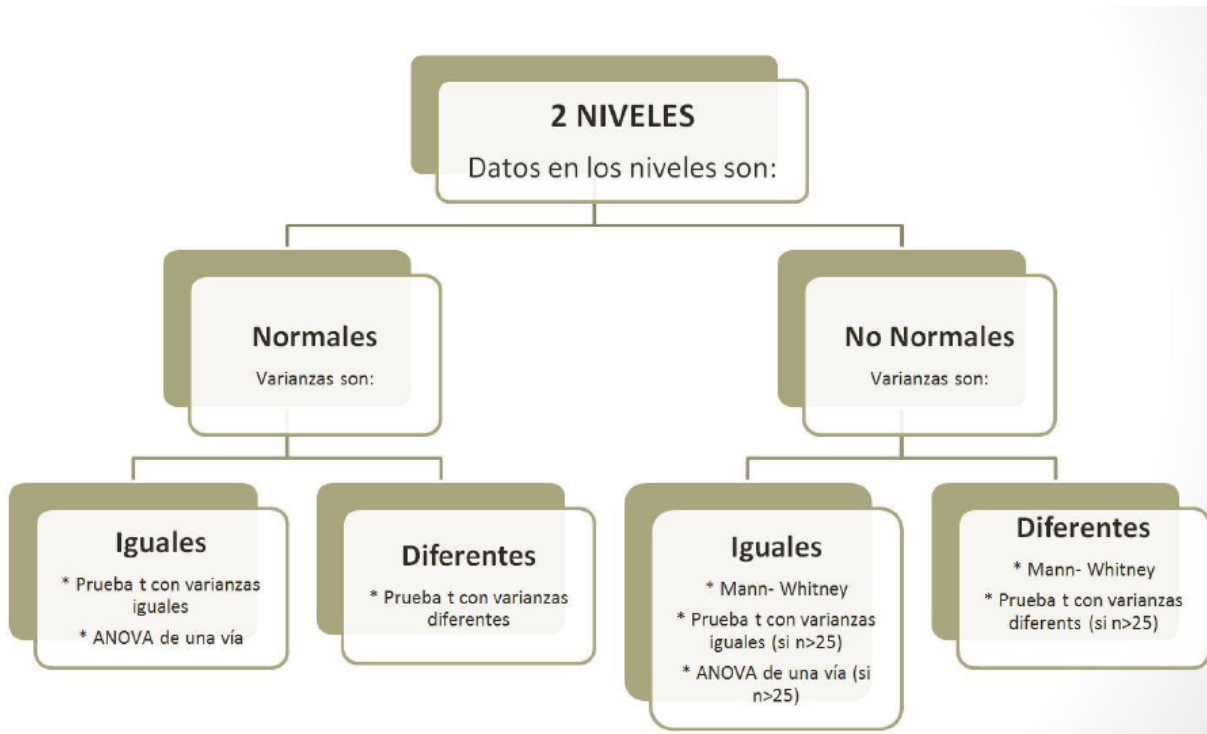 2 NIVELES
Datos en los niveles son:
Normales
Varianzas son:
No Normales
Varianzas son:
Iguales
* Prueba t con varianzas
iguales
* ANOVA de una vía
Diferentes
* Prueba t con varianzas
diferentes
Iguales
* Mann- Whitney
* Prueba t con varianzas
iguales (si n>25)
* ANOVA de una vía (si
n>25)
Diferentes
* Mann- Whitney
* Prueba t con varianzas
diferents (si n>25)